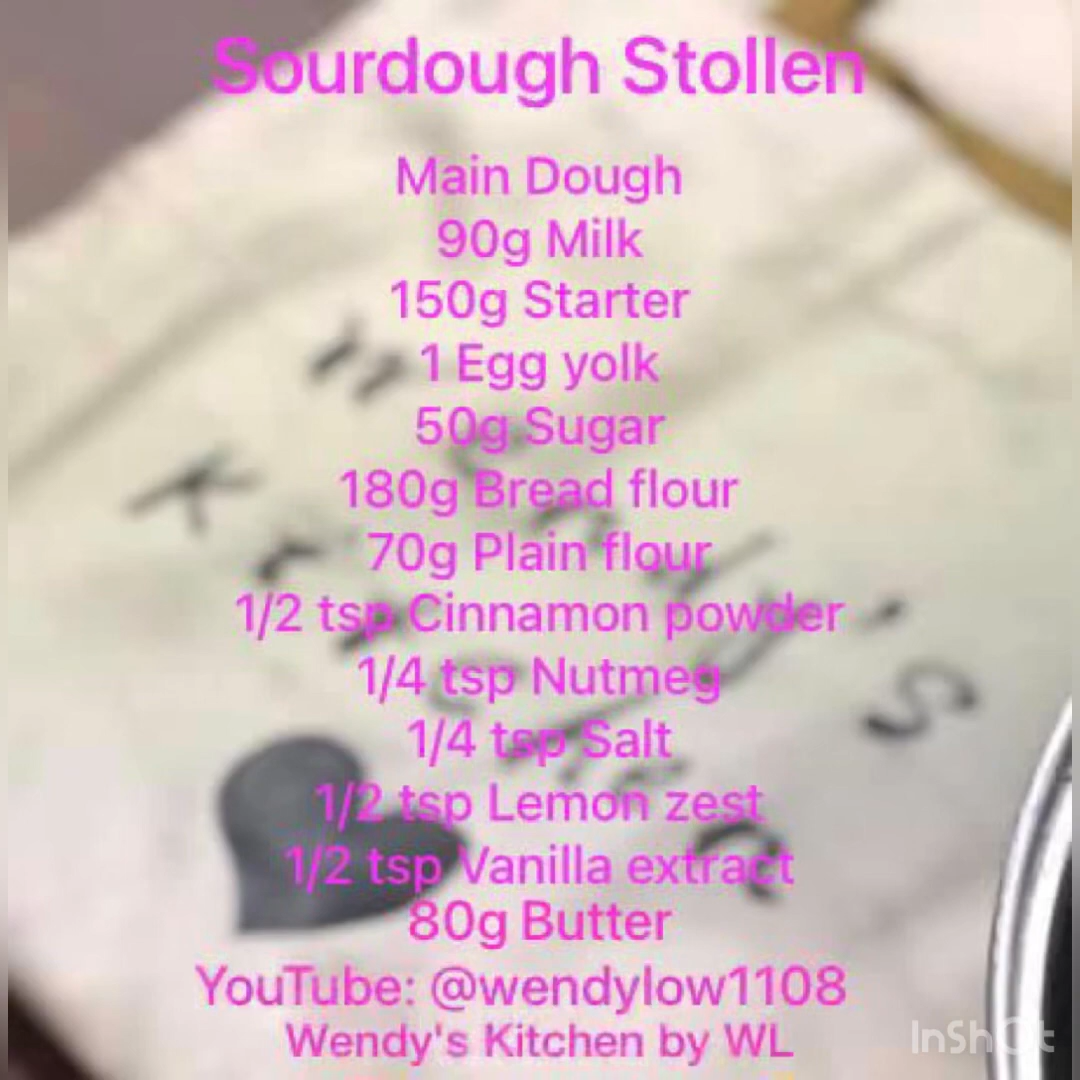 Sourdough Stollen
Main Dough
90g Milk
150g Starter
1 Egg yolk
50g Sugar
180g Bread flour
70g Plain flour
1/2 tsp Cinnamon powder
1/4 tsp Nutmeg
1/4 tsp Salt
1/2 tsp Lemon zest
1/2 tsp Vanilla extract
80g Butter
YouTube: @wendylow1108
Wendy's Kitchen by WL
InShOt